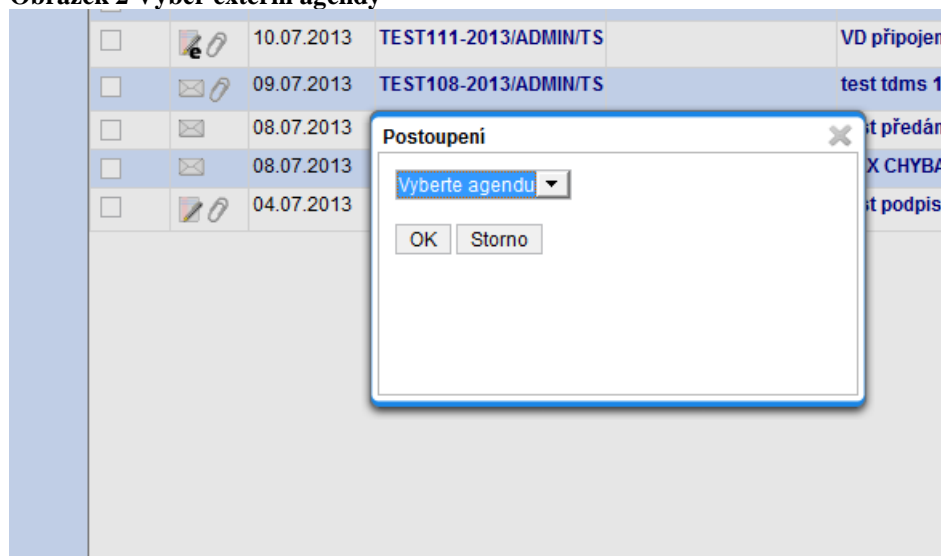 Obrázek 2 Výběr externí agendy
10.07.2013 TEST111-2013/ADMIN/TS VD připojen
09.07.2013 TEST108-2013/ADMIN/TS test tdms 1
08.07.2013 Postoupení st předán
08.07.2013 X CHYBA
Vyberte agendu
04.07.2013 st podpis
OK Storno